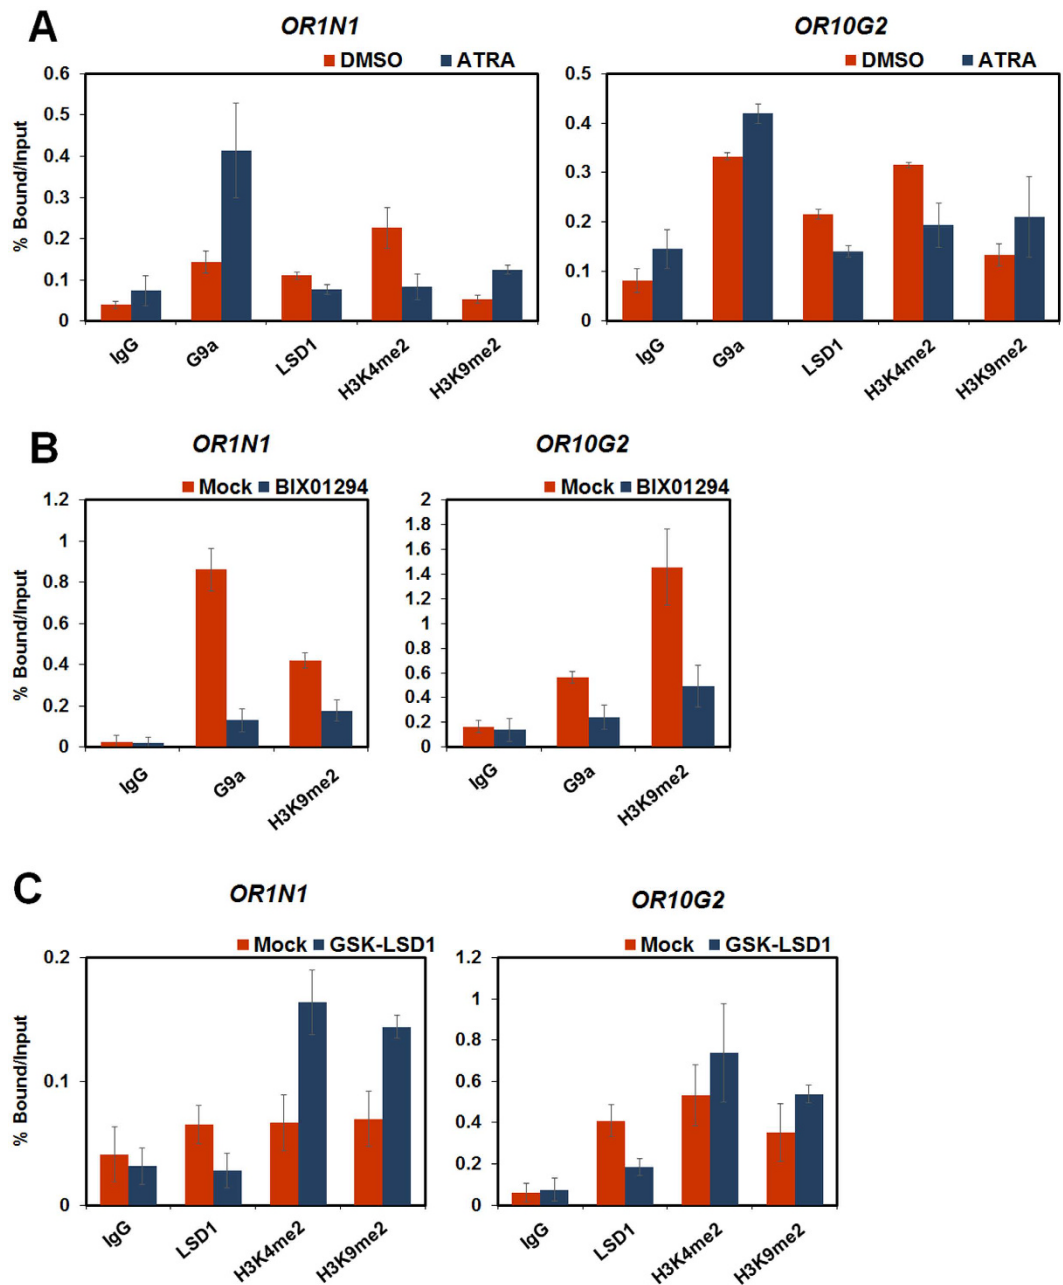 A
OR1N1
DMSO ATRA
% Bound/Input
0.6
0.5
0.4
0.3
0.2
0.1
0
IgG
G9a
LSD1
H3K4me2
H3K9me2
OR10G2
DMSO ATRA
0.5
0.4
0.3
0.2
0.1
0
IgG
G9a
LSD1
H3K4me2
H3K9me2
B
OR1N1
Mock BIX01294
% Bound/Input
1.2
1
0.8
0.6
0.4
0.2
0
IgG
G9a
H3K9me2
OR10G2
Mock BIX01294
2
1.8
1.6
1.4
1.2
1
0.8
0.6
0.4
0.2
0
IgG
G9a
H3K9me2
C
OR1N1
Mock GSK-LSD1
% Bound/Input
0.2
0.1
0
IgG
LSD1
H3K4me2
H3K9me2
OR10G2
Mock GSK-LSD1
1.2
1
0.8
0.6
0.4
0.2
0
IgG
LSD1
H3K4me2
H3K9me2